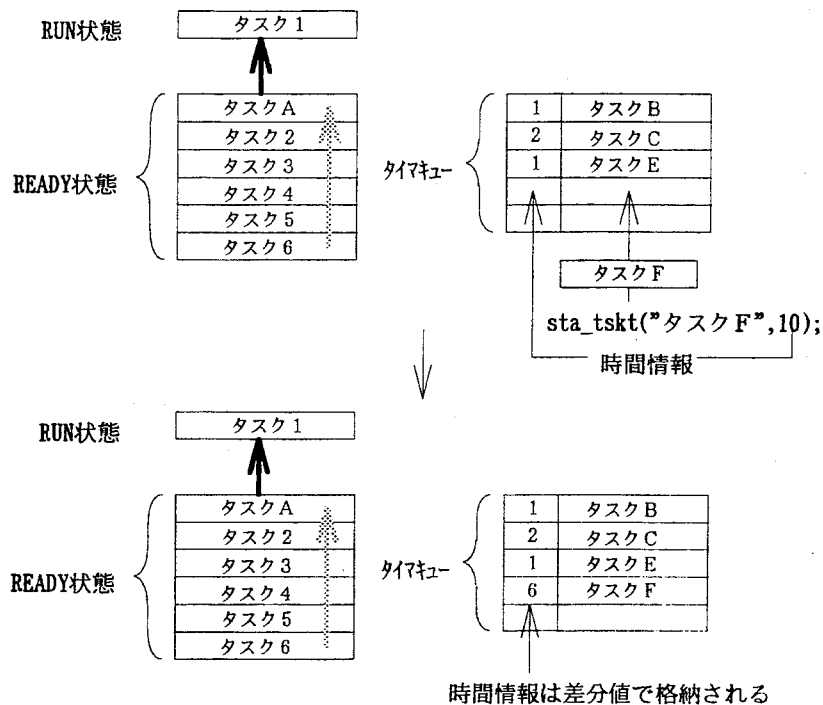 RUN状態
タスク1
READY状態
タスクA
タスク2
タスク3
タスク4
タスク5
タスク6
タイマキュー
1 タスクB
2 タスクC
1 タスクE
タスクF
sta_tskt("タスクF",10);
時間情報
RUN状態
タスク1
READY状態
タスクA
タスク2
タスク3
タスク4
タスク5
タスク6
タイマキュー
1 タスクB
2 タスクC
1 タスクE
6 タスクF
時間情報は差分値で格納される